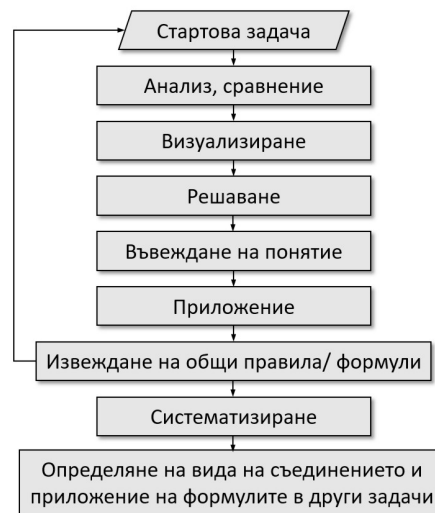 Стартова задача
Анализ, сравнение
Визуализиране
Решаване
Въвеждане на понятие
Приложение
Извеждане на общи правила/ формули
Систематизиране
Определяне на вида на съединението и
приложение на формулите в други задачи